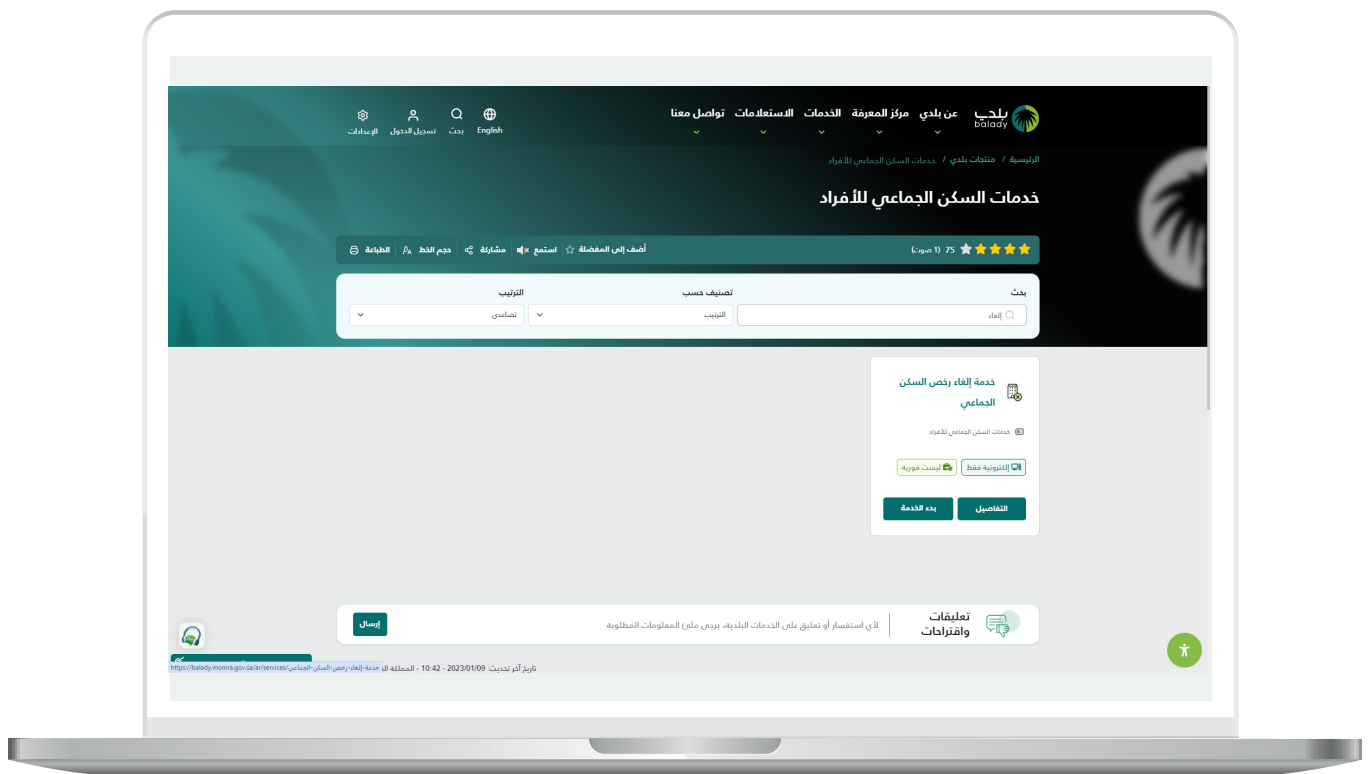 بلدي
balady
عن بلدي مركز المعرفة الخدمات الاستعلامات تواصل معنا
English بحث تسجيل الدخول الإعدادات
الرئيسية / منتجات بلدي / خدمات السكن الجماعي للأفراد
خدمات السكن الجماعي للأفراد
75 (1 صوت) أضف إلى المفضلة استمع مشاركة حجم الخط الطباعة
بحث تصنيف حسب الترتيب
إلغاء الترتيب تصاعدى
خدمة إلغاء رخص السكن
الجماعي
خدمات السكن الجماعي للأفراد
إلكترونية فقط ليست فورية
التفاصيل بدء الخدمة
تعليقات
واقتراحات
لأي استفسار أو تعليق على الخدمات البلدية، يرجى ملئ المعلومات المطلوبة
إرسال
تاريخ آخر تحديث: 2023/01/09 - 10:42 - المملكة
https://balady.momra.gov.sa/ar/services/خدمة-إلغاء-رخص-السكن-الجماعي